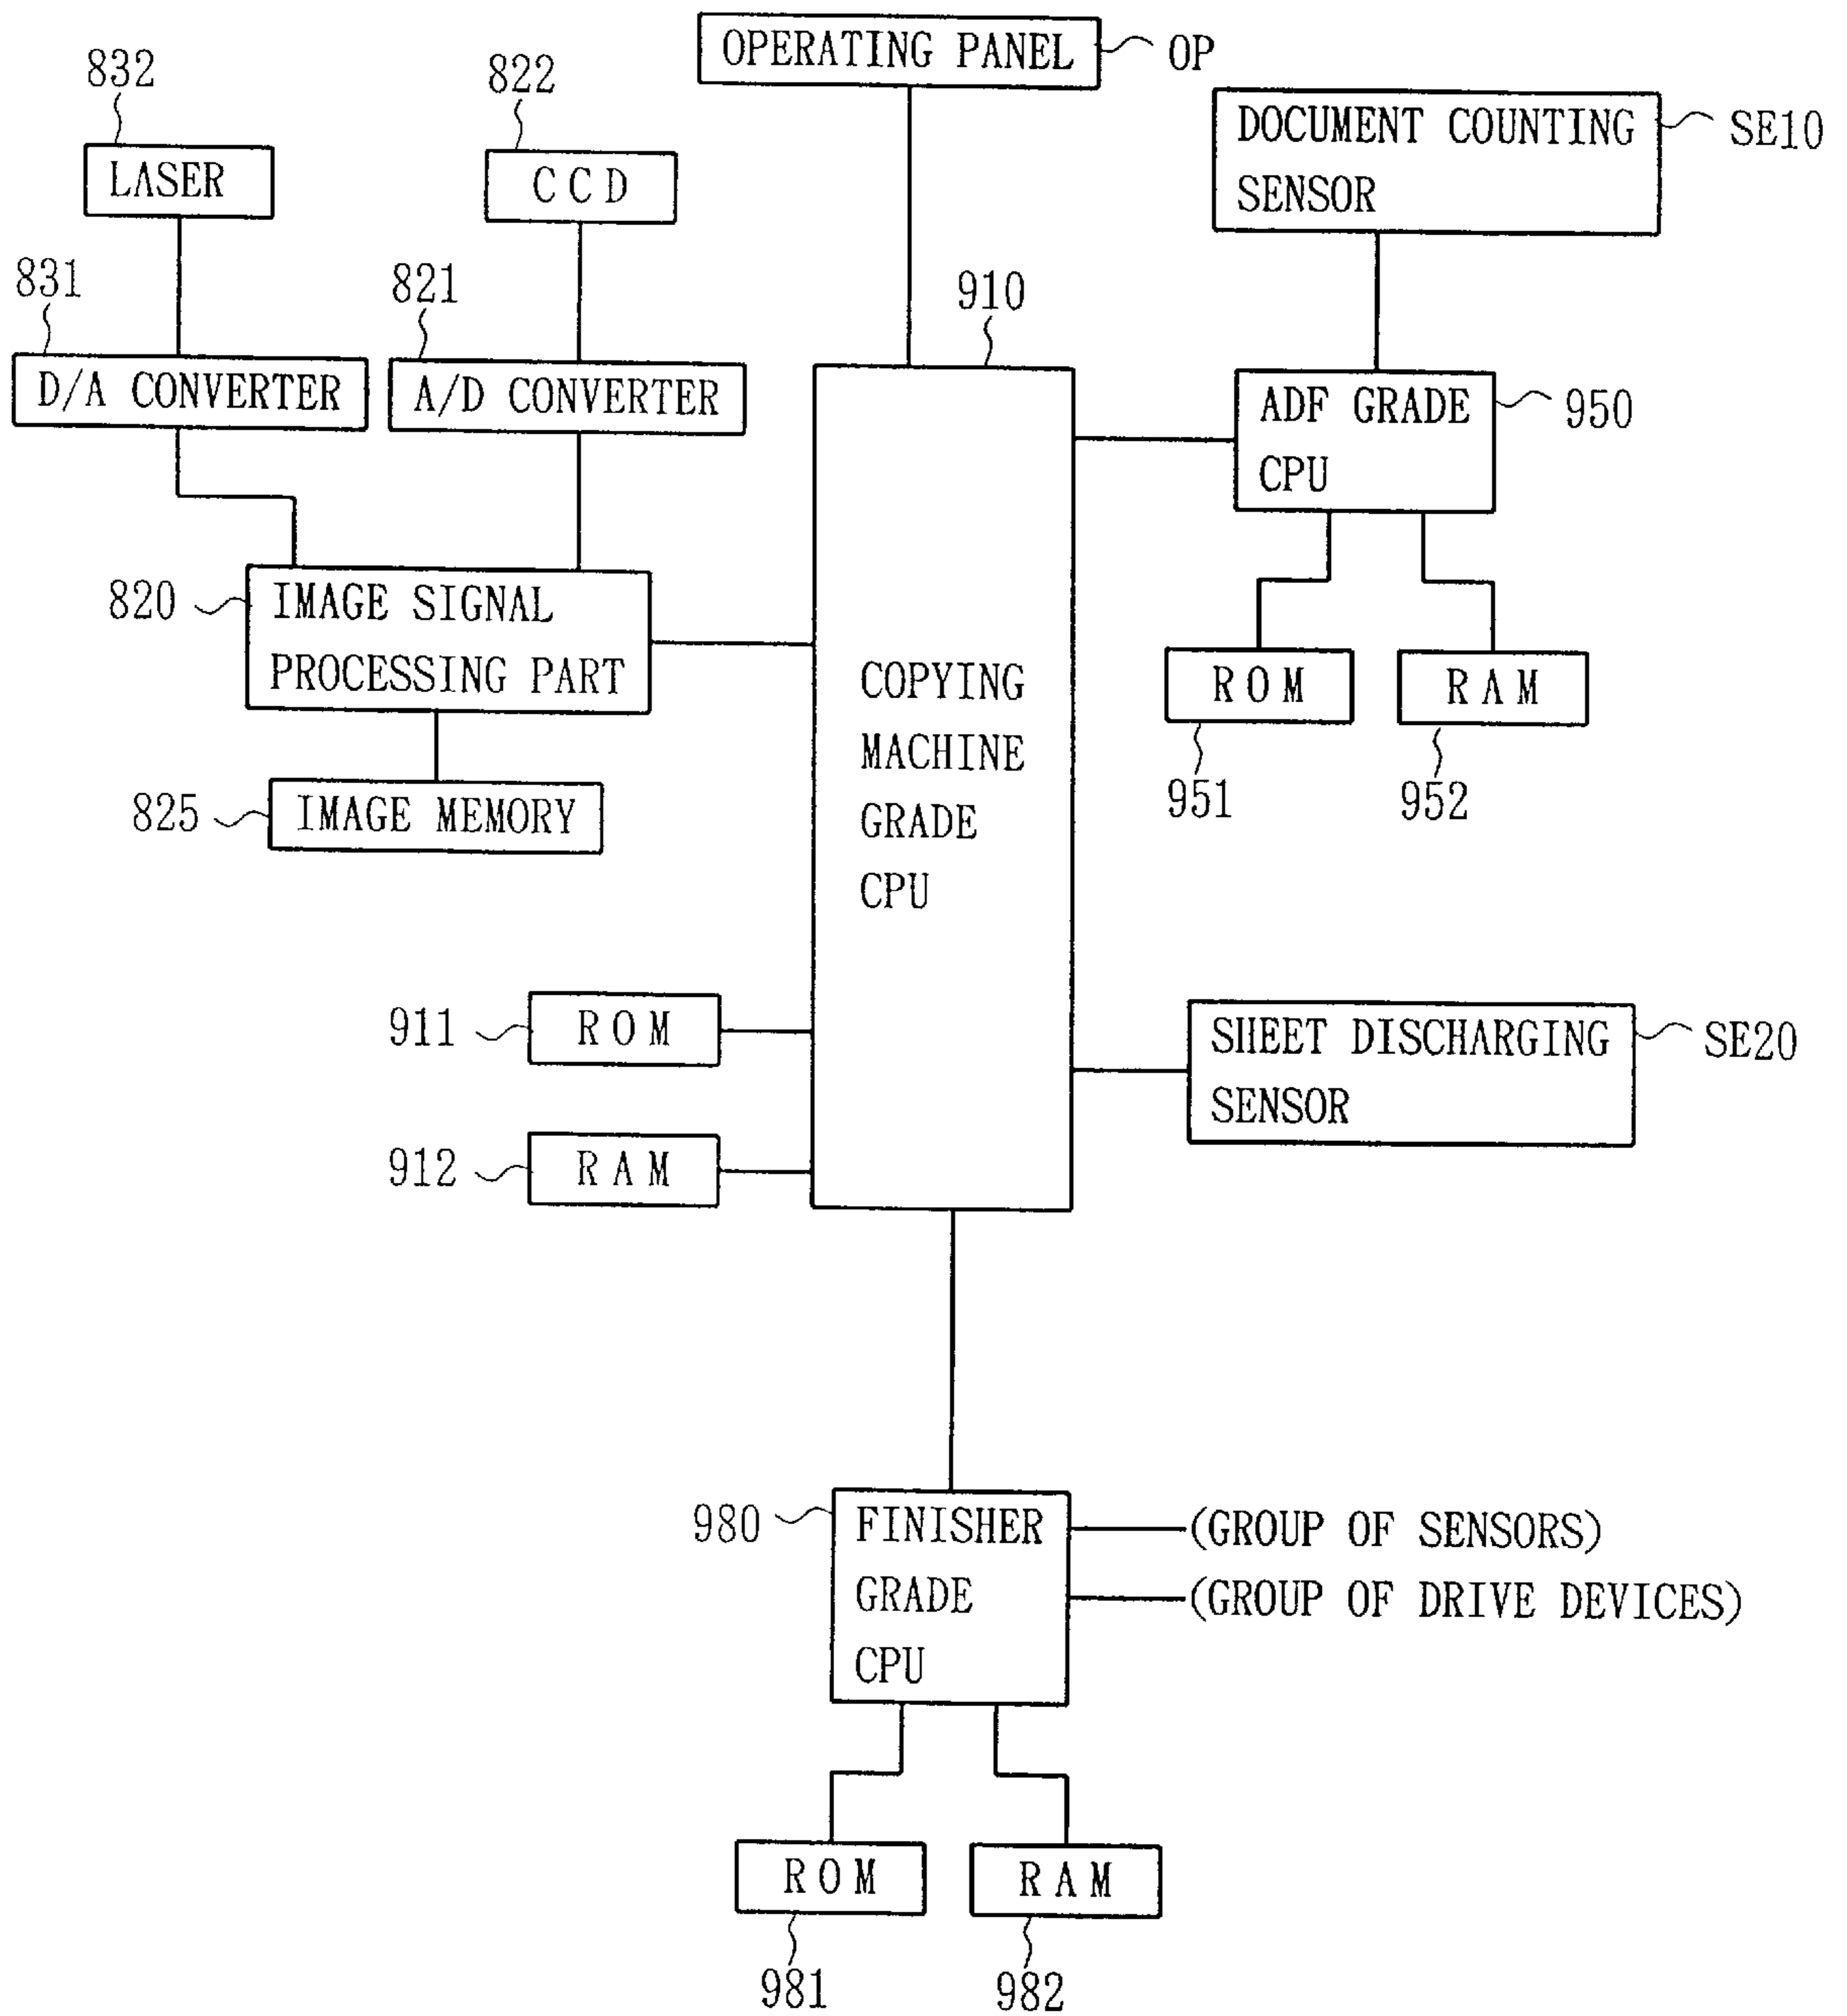 OPERATING PANEL
OP
832
822
DOCUMENT COUNTING
SENSOR
SE10
LASER
CCD
831
821
910
D/A CONVERTER
A/D CONVERTER
ADF GRADE
CPU
950
820
IMAGE SIGNAL
PROCESSING PART
COPYING
MACHINE
GRADE
CPU
ROM
RAM
951
952
825
IMAGE MEMORY
911
ROM
SHEET DISCHARGING
SENSOR
SE20
912
RAM
980
FINISHER
GRADE
CPU
(GROUP OF SENSORS)
(GROUP OF DRIVE DEVICES)
ROM
RAM
981
982